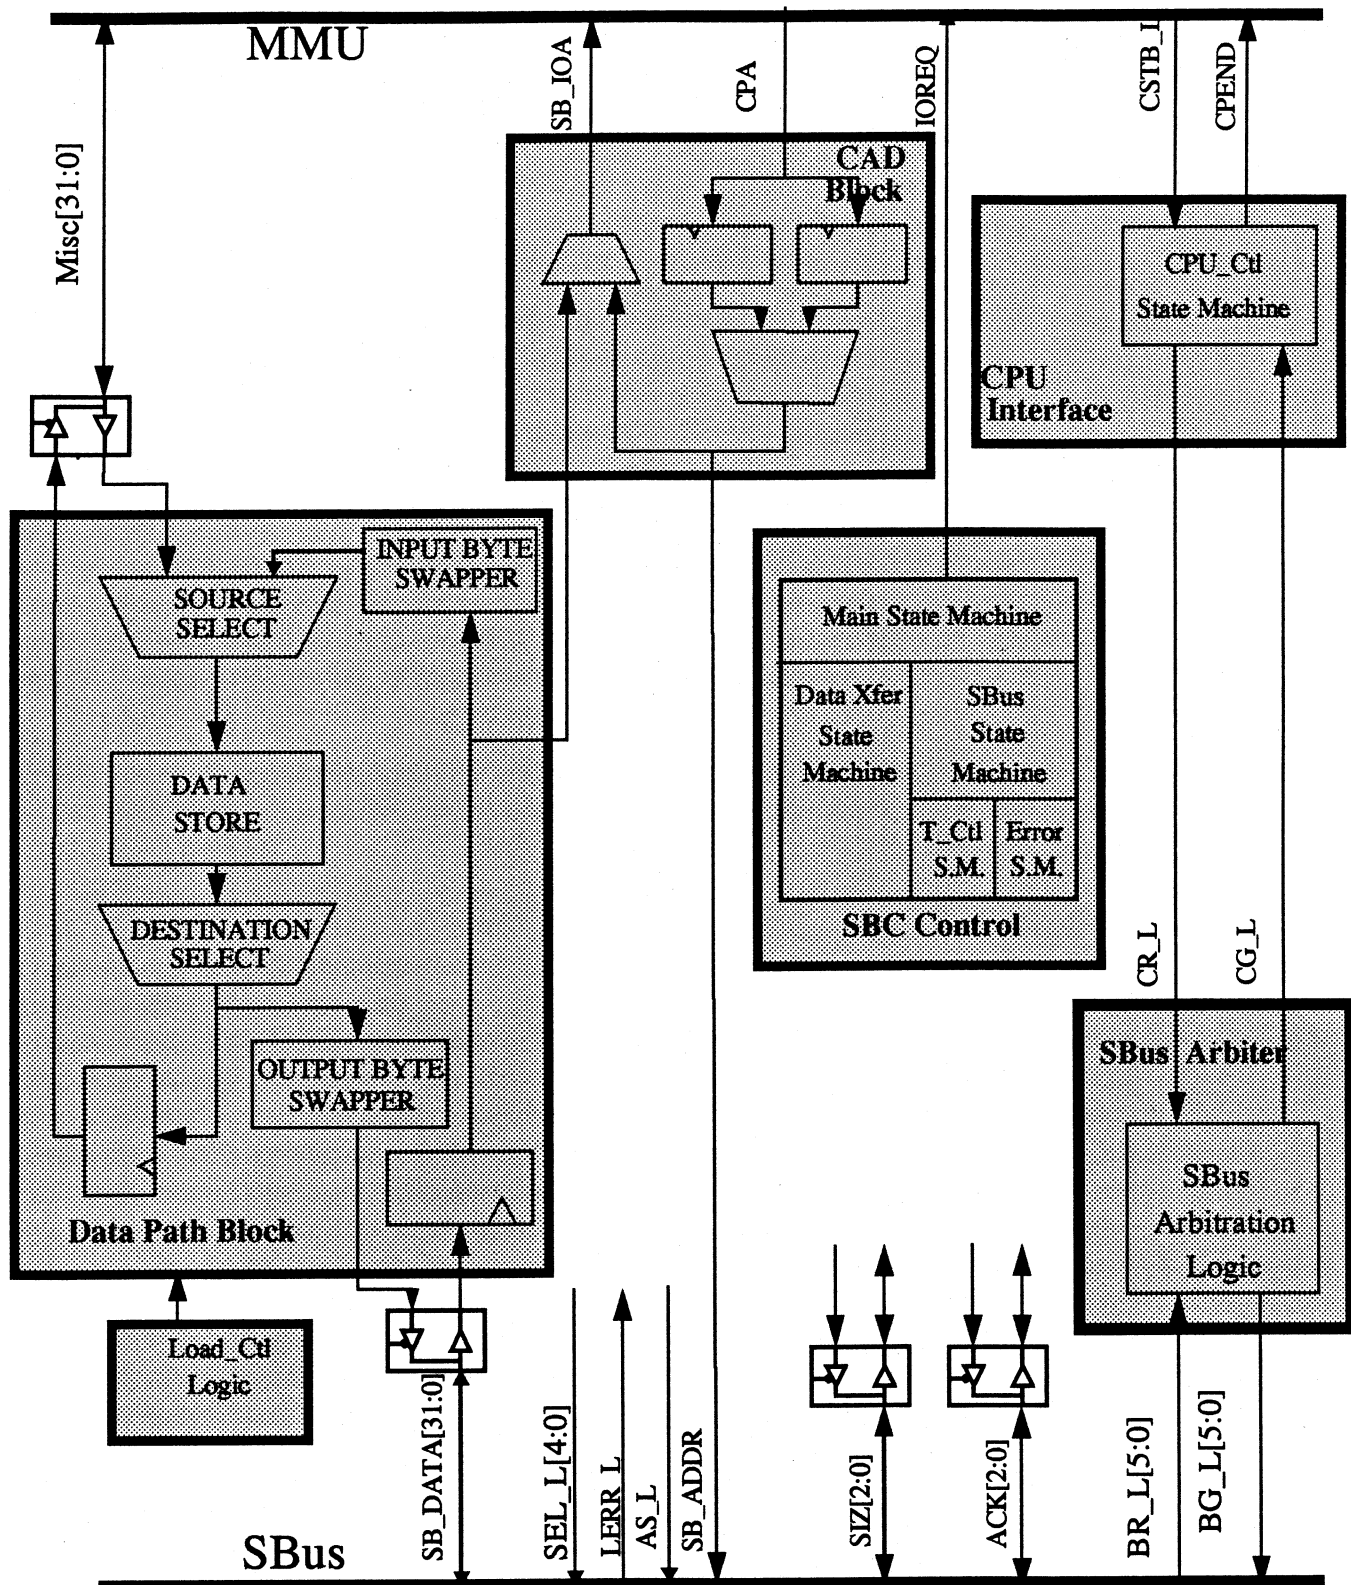 MMU
Misc[31:0]
SB_IOA
CPA
IOREQ
CSTB_L
CPEND
CAD
Block
CPU_Ctl
State Machine
CPU
Interface
INPUT BYTE
SWAPPER
SOURCE
SELECT
DATA
STORE
DESTINATION
SELECT
OUTPUT BYTE
SWAPPER
Data Path Block
Load_Ctl
Logic
Main State Machine
Data Xfer
State
Machine
SBus
State
Machine
T_Ctl
S.M.
Error
S.M.
SBC Control
CR_L
CG_L
SBus Arbiter
SBus
Arbitration
Logic
SB_DATA[31:0]
SEL_L[4:0]
LERR_L
AS_L
SB_ADDR
SIZ[2:0]
ACK[2:0]
BR_L[5:0]
BG_L[5:0]
SBus